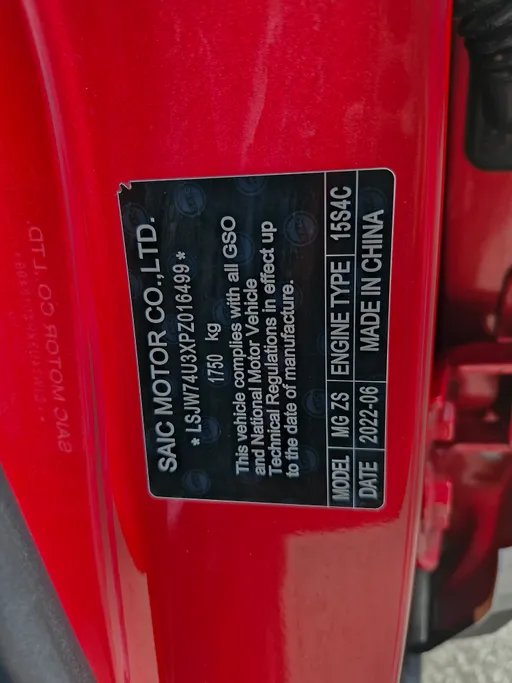 SAIC MOTOR CO.,LTD.
* LSJW74U3XPZ016499 *
1750 kg
This vehicle complies with all GSO
and National Motor Vehicle
Technical Regulations in effect up
to the date of manufacture.
MODEL MG ZS ENGINE TYPE 15S4C
DATE 2022-06 MADE IN CHINA
SAIC MOTOR CO.,LTD.